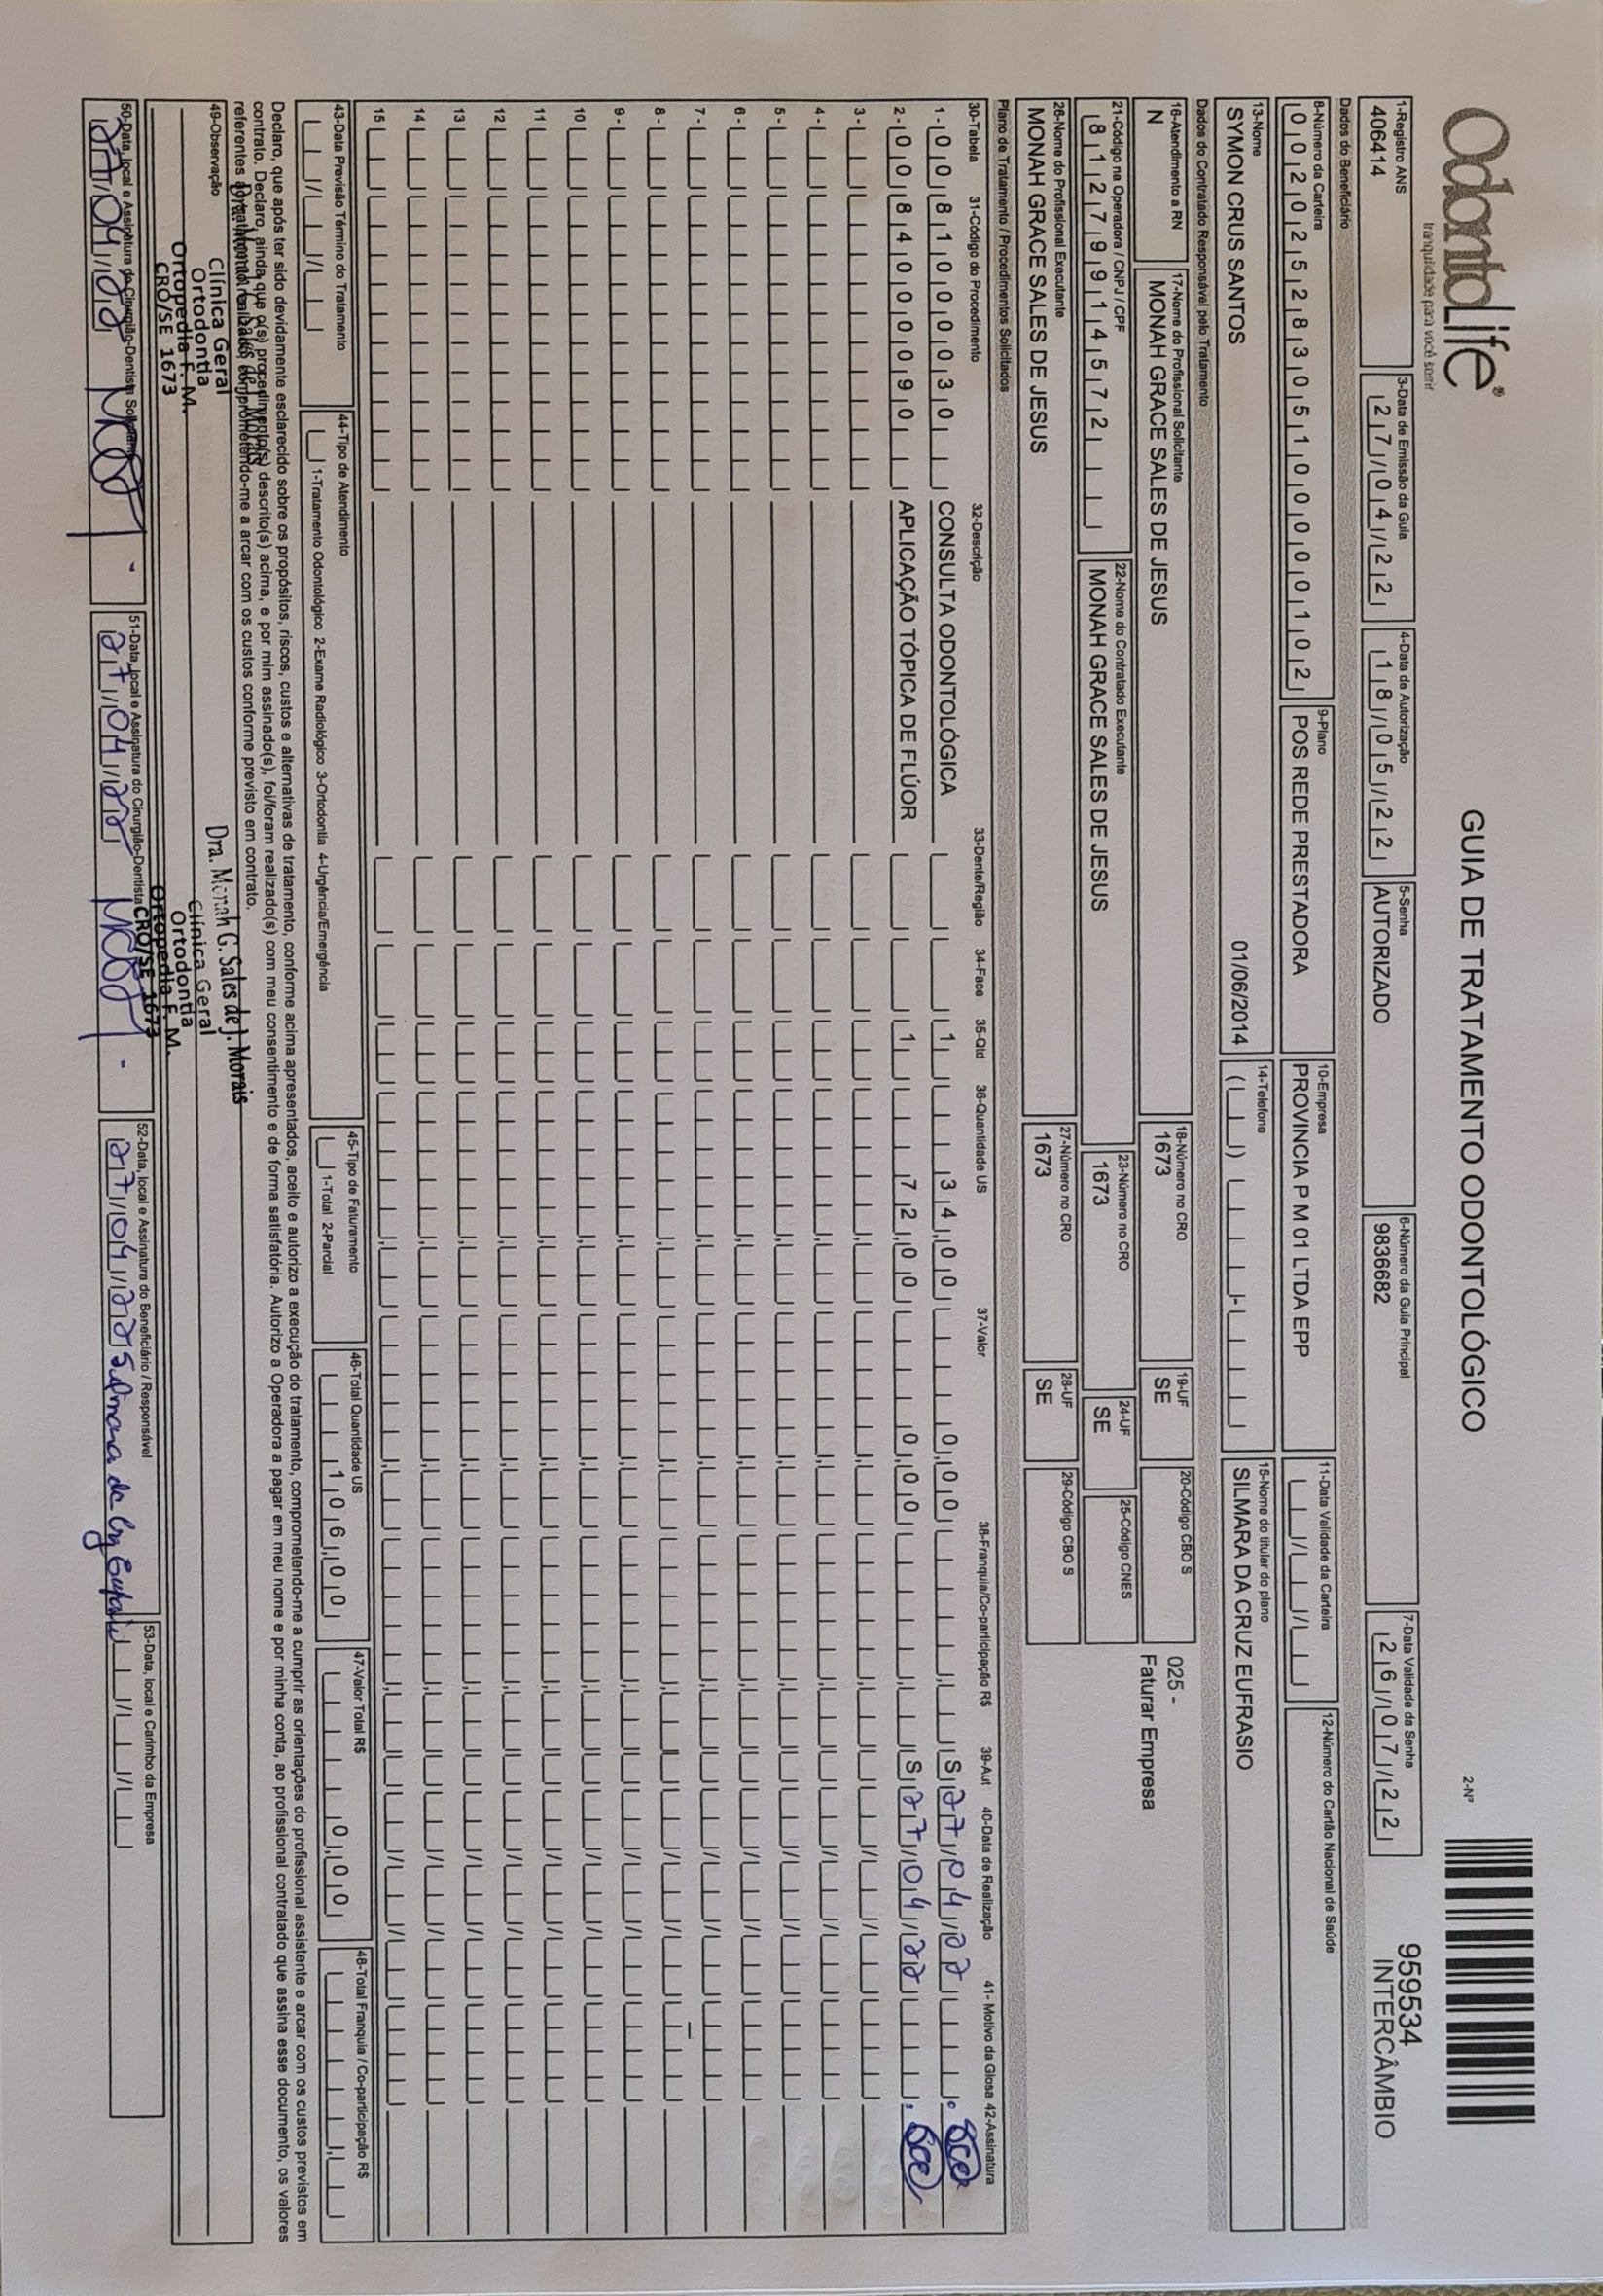 OdontoLife®
tranquilidade para você sorrir
GUIA DE TRATAMENTO ODONTOLÓGICO
2-Nº
959534
INTERCÂMBIO
1-Registro ANS
406414
3-Data de Emissão da Guia
27/04/22
4-Data de Autorização
18/05/22
5-Senha
AUTORIZADO
6-Número da Guia Principal
9836682
7-Data Validade da Senha
26/07/22
Dados do Beneficiário
8-Número da Carteira
00202528305100000102
9-Plano
POS REDE PRESTADORA
10-Empresa
PROVINCIA P M 01 LTDA EPP
11-Data Validade da Carteira
12-Número do Cartão Nacional de Saúde
13-Nome
SYMON CRUS SANTOS 01/06/2014
14-Telefone
15-Nome do titular do plano
SILMARA DA CRUZ EUFRASIO
Dados do Contratado Responsável pelo Tratamento
16-Atendimento a RN
N
17-Nome do Profissional Solicitante
MONAH GRACE SALES DE JESUS
18-Número no CRO
1673
19-UF
SE
20-Código CBO S
025 -
Faturar Empresa
21-Código na Operadora / CNPJ / CPF
81279914572
22-Nome do Contratado Executante
MONAH GRACE SALES DE JESUS
23-Número no CRO
1673
24-UF
SE
25-Código CNES
26-Nome do Profissional Executante
MONAH GRACE SALES DE JESUS
27-Número no CRO
1673
28-UF
SE
29-Código CBO S
Plano de Tratamento / Procedimentos Solicitados
30-Tabela 31-Código do Procedimento 32-Descrição 33-Dente/Região 34-Face 35-Qtd 36-Quantidade US 37-Valor 38-Franquia/Co-participação R$ 39-Aut 40-Data de Realização 41- Motivo da Glosa 42-Assinatura
1- 00 81000030 CONSULTA ODONTOLÓGICA 1 34,00 0,00 S 27/04/22 Sce
2- 00 84000090 APLICAÇÃO TÓPICA DE FLÚOR 1 72,00 0,00 S 27/04/22 Sce
3-
4-
5-
6-
7-
8-
9-
10-
11
12
13
14
15
43-Data Previsão Término do Tratamento
44-Tipo de Atendimento
1-Tratamento Odontológico 2-Exame Radiológico 3-Ortodontia 4-Urgência/Emergência
45-Tipo de Faturamento
1-Total 2-Parcial
46-Total Quantidade US
106,00
47-Valor Total R$
0,00
48-Total Franquia / Co-participação R$
Declaro, que após ter sido devidamente esclarecido sobre os propósitos, riscos, custos e alternativas de tratamento, conforme acima apresentados, aceito e autorizo a execução do tratamento, comprometendo-me a cumprir as orientações do profissional assistente e arcar com os custos previstos em
contrato. Declaro, ainda que o(s) procedimento(s) descrito(s) acima, e por mim assinado(s), foi/foram realizado(s) com meu consentimento e de forma satisfatória. Autorizo a Operadora a pagar em meu nome e por minha conta, ao profissional contratado que assina esse documento, os valores
referentes ao tratamento realizado, comprometendo-me a arcar com os custos conforme previsto em contrato.
49-Observação
Clínica Geral
Ortodontia
Ortopedia F. M.
CRO/SE 1673
Dra. Monah G. Sales de J. Morais
Clínica Geral
Ortodontia
Ortopedia F. M.
CRO/SE 1673
50-Data, local e Assinatura do Cirurgião-Dentista Solicitante
27/04/22
51-Data, local e Assinatura do Cirurgião-Dentista
27/04/22
52-Data, local e Assinatura do Beneficiário / Responsável
27/04/22 Silmara da Cruz Eufrasio
53-Data, local e Carimbo da Empresa